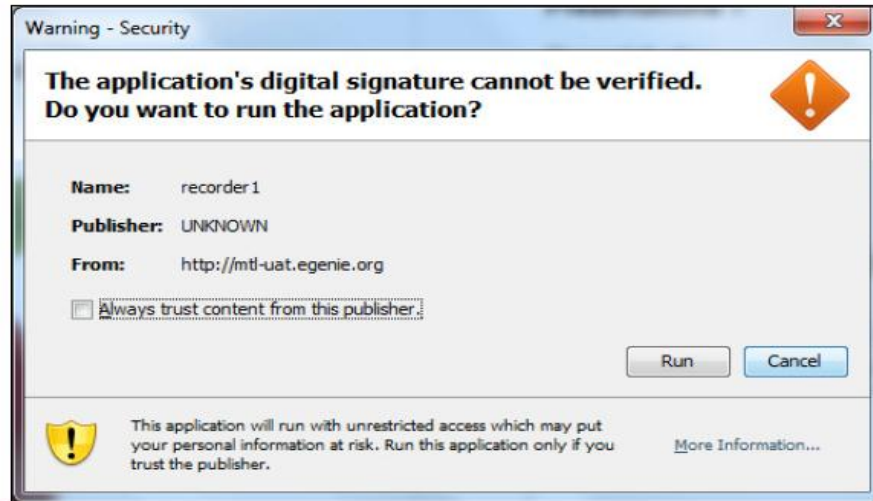 Warning - Security
The application's digital signature cannot be verified.
Do you want to run the application?
Name: recorder1
Publisher: UNKNOWN
From: http://mtl-uat.egenie.org
Always trust content from this publisher.
Run Cancel
This application will run with unrestricted access which may put
your personal information at risk. Run this application only if you
trust the publisher.
More Information...